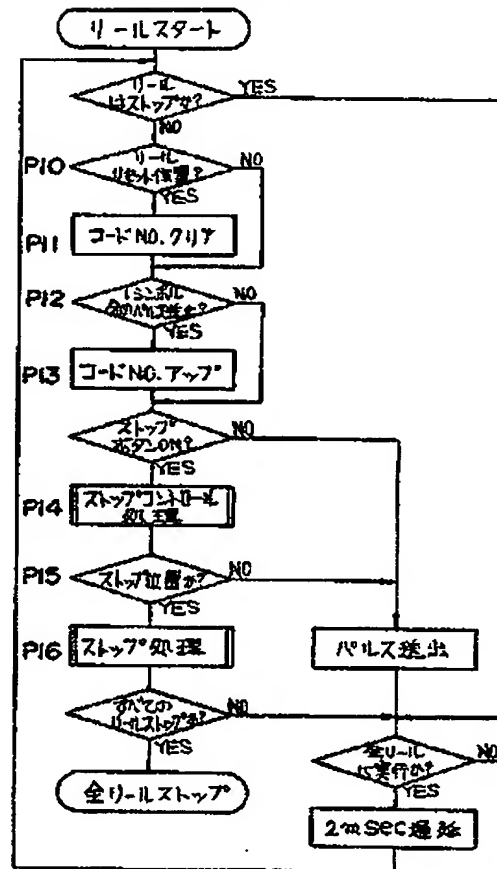 リールスタート
リール
はストップか?
YES
NO
P10
リール
リセット位置?
NO
YES
P11
コードNO.クリア
P12
1シンボル
分のパルス送出?
NO
YES
P13
コードNO.アップ
ストップ
ボタンON?
NO
YES
P14
ストップコントロール
処理
P15
ストップ位置か?
NO
YES
P16
ストップ処理
パルス送出
すべての
リールストップか?
NO
YES
全リールストップ
全リール
に実行か?
NO
YES
2mSEC遅延